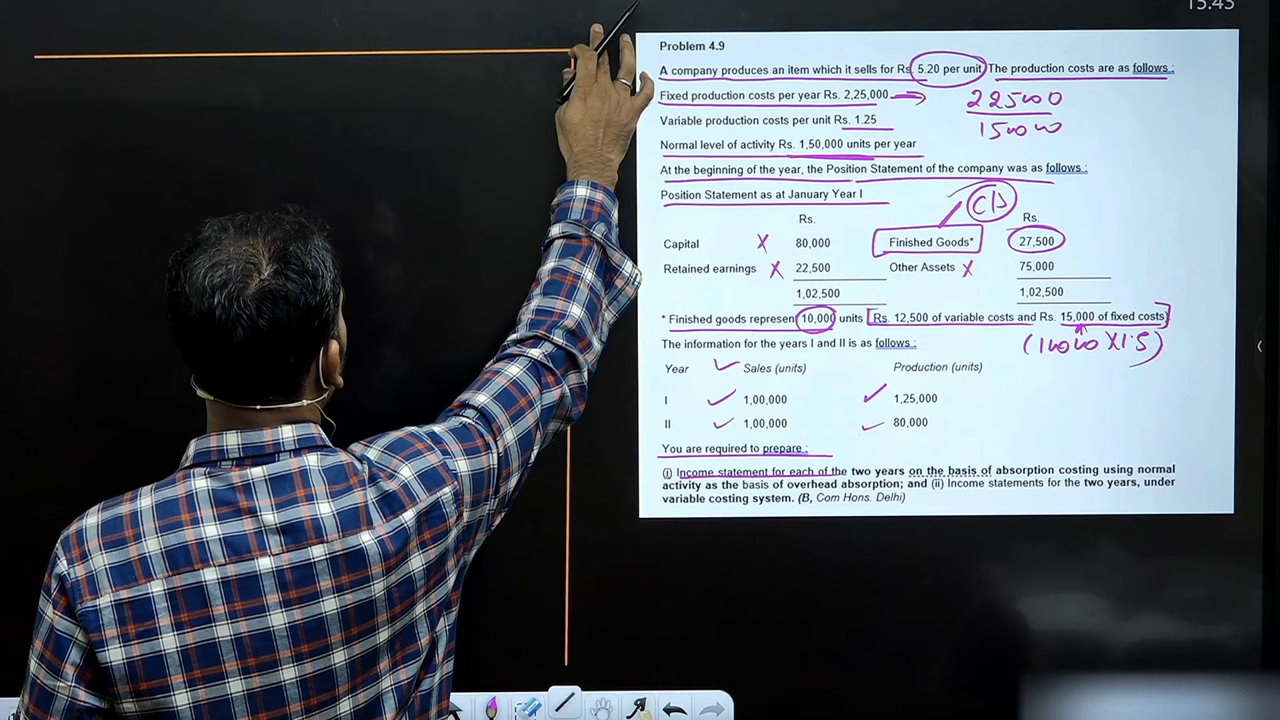 15:43
Problem 4.9
A company produces an item which it sells for Rs. 5.20 per unit. The production costs are as follows :
Fixed production costs per year Rs. 2,25,000
225000
150000
Variable production costs per unit Rs. 1.25
Normal level of activity Rs. 1,50,000 units per year
At the beginning of the year, the Position Statement of the company was as follows :
Position Statement as at January Year I
Rs. Rs.
Capital 80,000 Finished Goods* 27,500
Retained earnings 22,500 Other Assets 75,000
1,02,500 1,02,500
* Finished goods represent 10,000 units [Rs. 12,500 of variable costs and Rs. 15,000 of fixed costs].
The information for the years I and II is as follows :
(10000 X 1.5)
Year Sales (units) Production (units)
I 1,00,000 1,25,000
II 1,00,000 80,000
You are required to prepare :
(i) Income statement for each of the two years on the basis of absorption costing using normal
activity as the basis of overhead absorption; and (ii) Income statements for the two years, under
variable costing system. (B, Com Hons. Delhi)